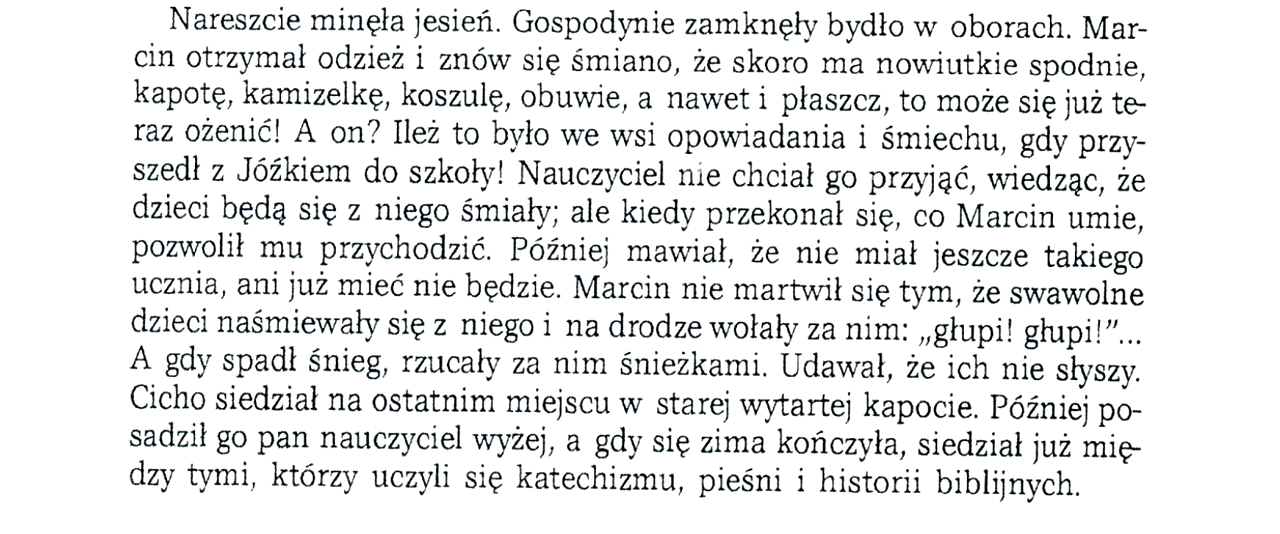 Nareszcie minęła jesień. Gospodynie zamknęły bydło w oborach. Mar-
cin otrzymał odzież i znów się śmiano, że skoro ma nowiutkie spodnie,
kapotę, kamizelkę, koszulę, obuwie, a nawet i płaszcz, to może się już te-
raz ożenić! A on? Ileż to było we wsi opowiadania i śmiechu, gdy przy-
szedł z Jóźkiem do szkoły! Nauczyciel nie chciał go przyjąć, wiedząc, że
dzieci będą się z niego śmiały; ale kiedy przekonał się, co Marcin umie,
pozwolił mu przychodzić. Później mawiał, że nie miał jeszcze takiego
ucznia, ani już mieć nie będzie. Marcin nie martwił się tym, że swawolne
dzieci naśmiewały się z niego i na drodze wołały za nim: „głupi! głupi!”...
A gdy spadł śnieg, rzucały za nim śnieżkami. Udawał, że ich nie słyszy.
Cicho siedział na ostatnim miejscu w starej wytartej kapocie. Później po-
sadził go pan nauczyciel wyżej, a gdy się zima kończyła, siedział już mię-
dzy tymi, którzy uczyli się katechizmu, pieśni i historii biblijnych.